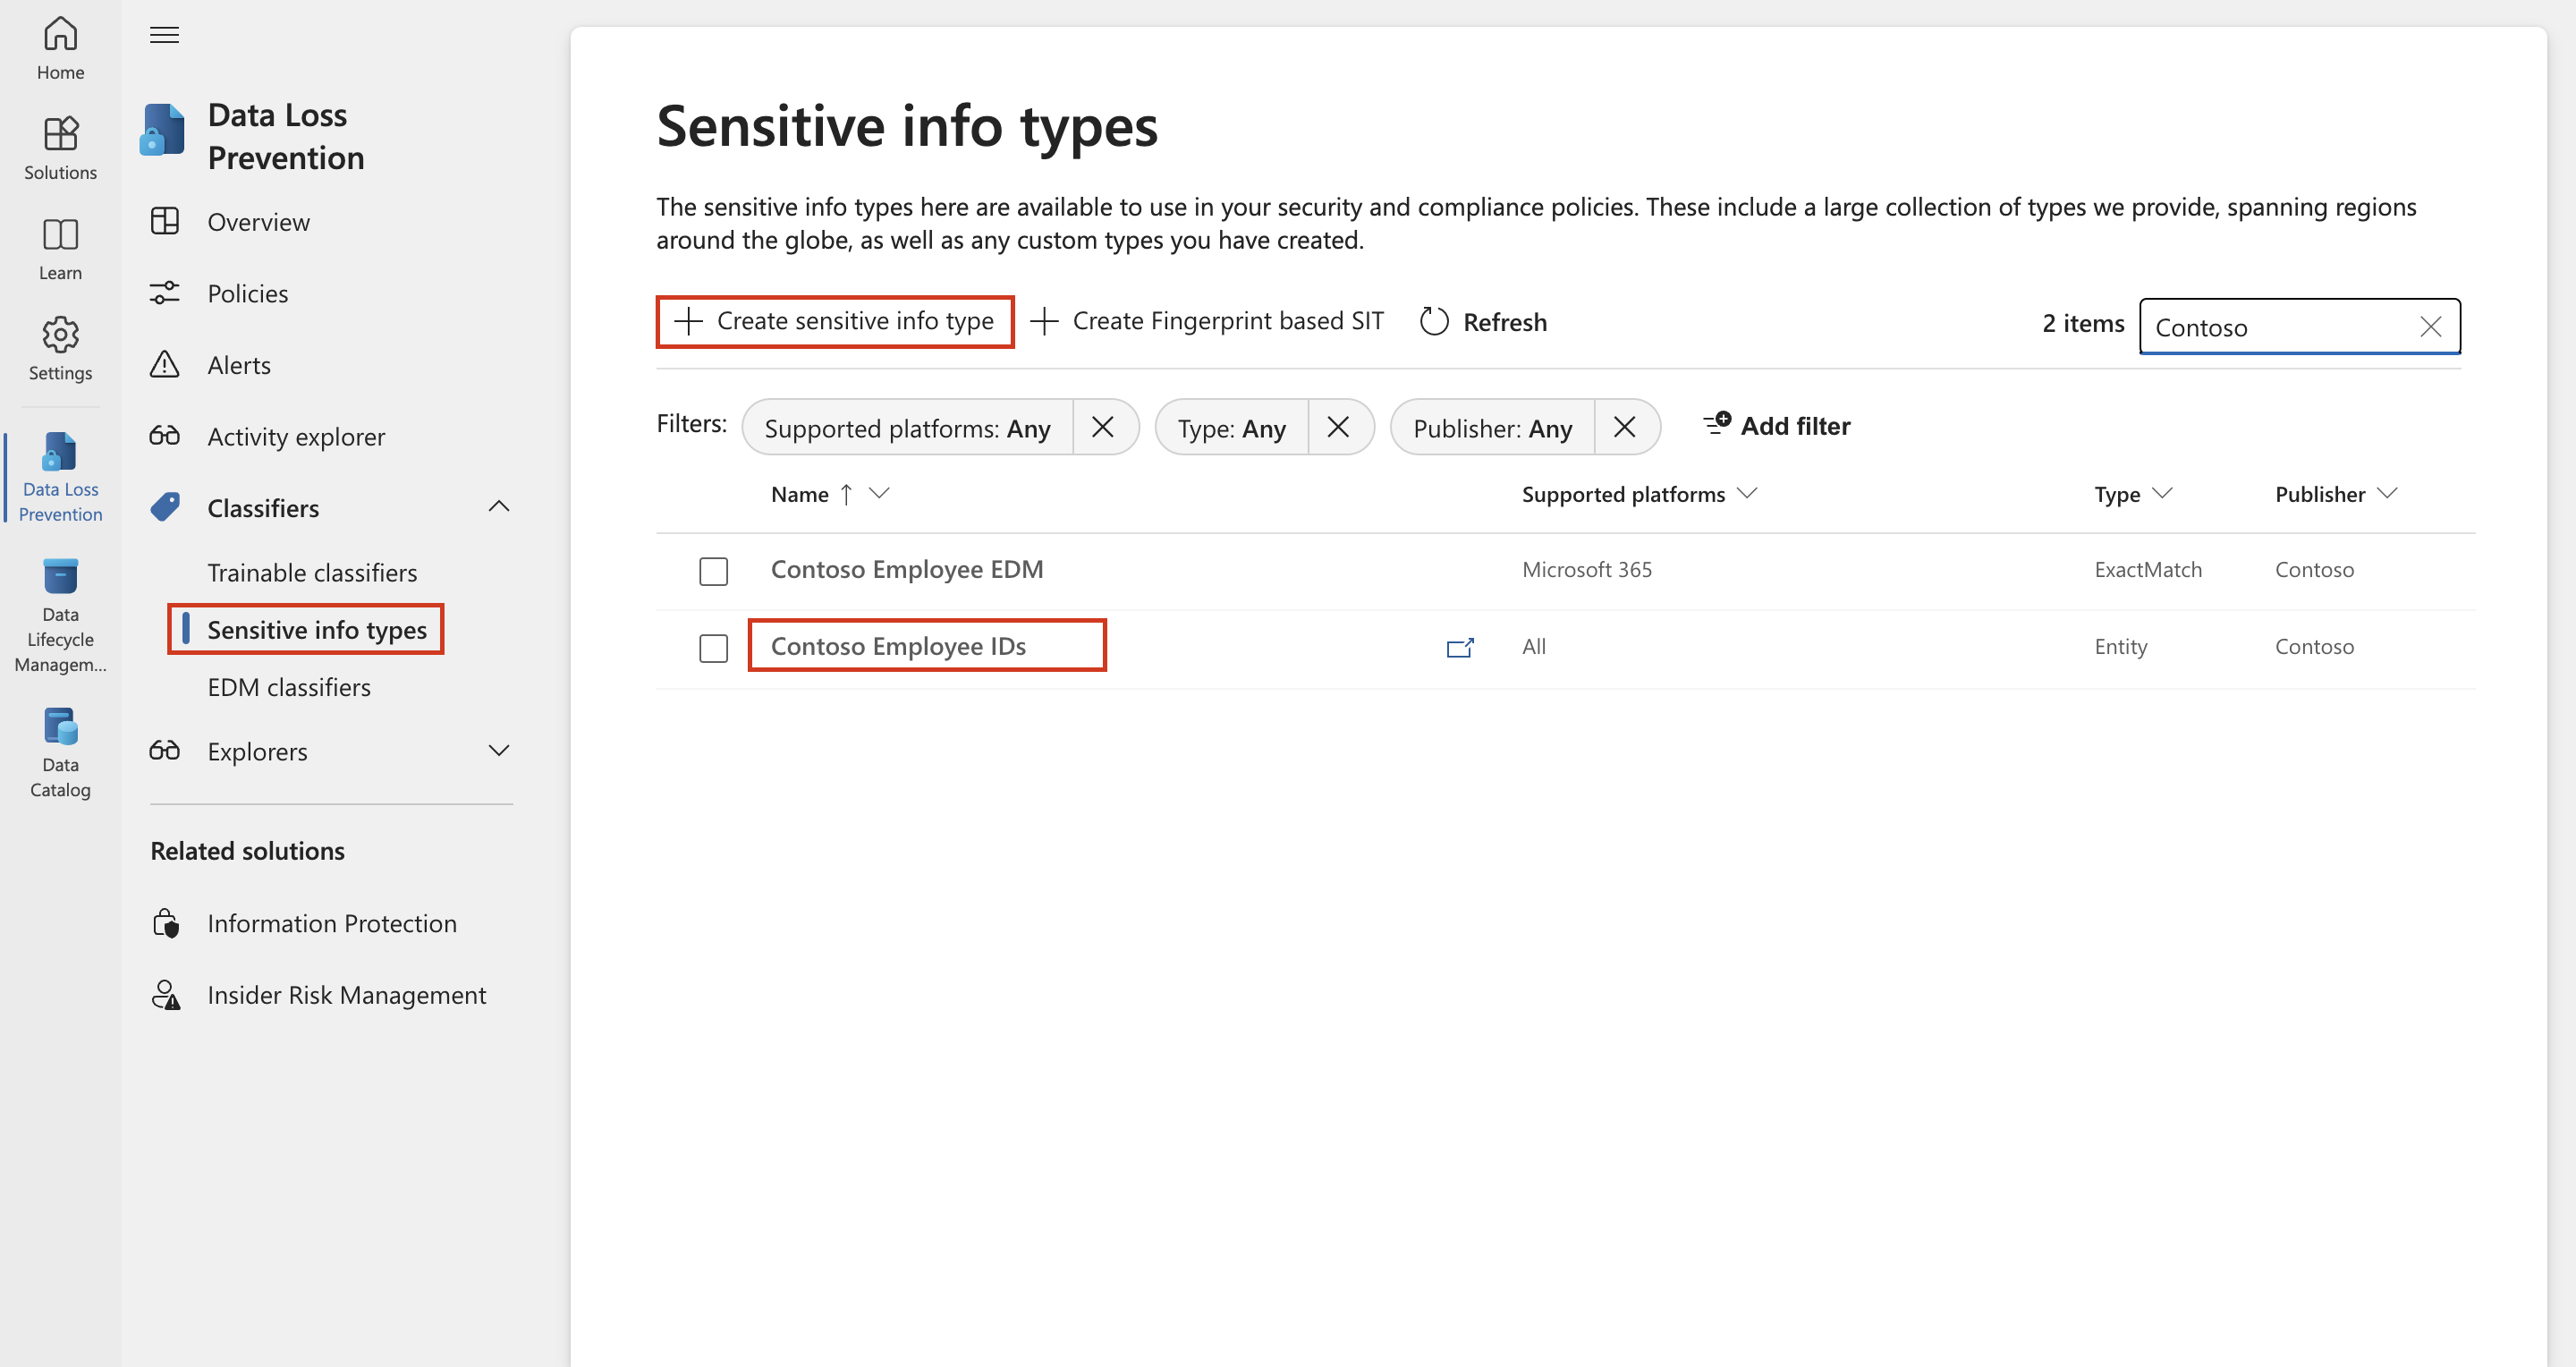 Home
Solutions
Learn
Settings
Data Loss
Prevention
Data
Lifecycle
Managem...
Data
Catalog
Data Loss
Prevention
Overview
Policies
Alerts
Activity explorer
Classifiers
Trainable classifiers
Sensitive info types
EDM classifiers
Explorers
Related solutions
Information Protection
Insider Risk Management
Sensitive info types
The sensitive info types here are available to use in your security and compliance policies. These include a large collection of types we provide, spanning regions
around the globe, as well as any custom types you have created.
Create sensitive info type Create Fingerprint based SIT Refresh 2 items Contoso
Filters: Supported platforms: Any Type: Any Publisher: Any Add filter
Name Supported platforms Type Publisher
Contoso Employee EDM Microsoft 365 ExactMatch Contoso
Contoso Employee IDs All Entity Contoso